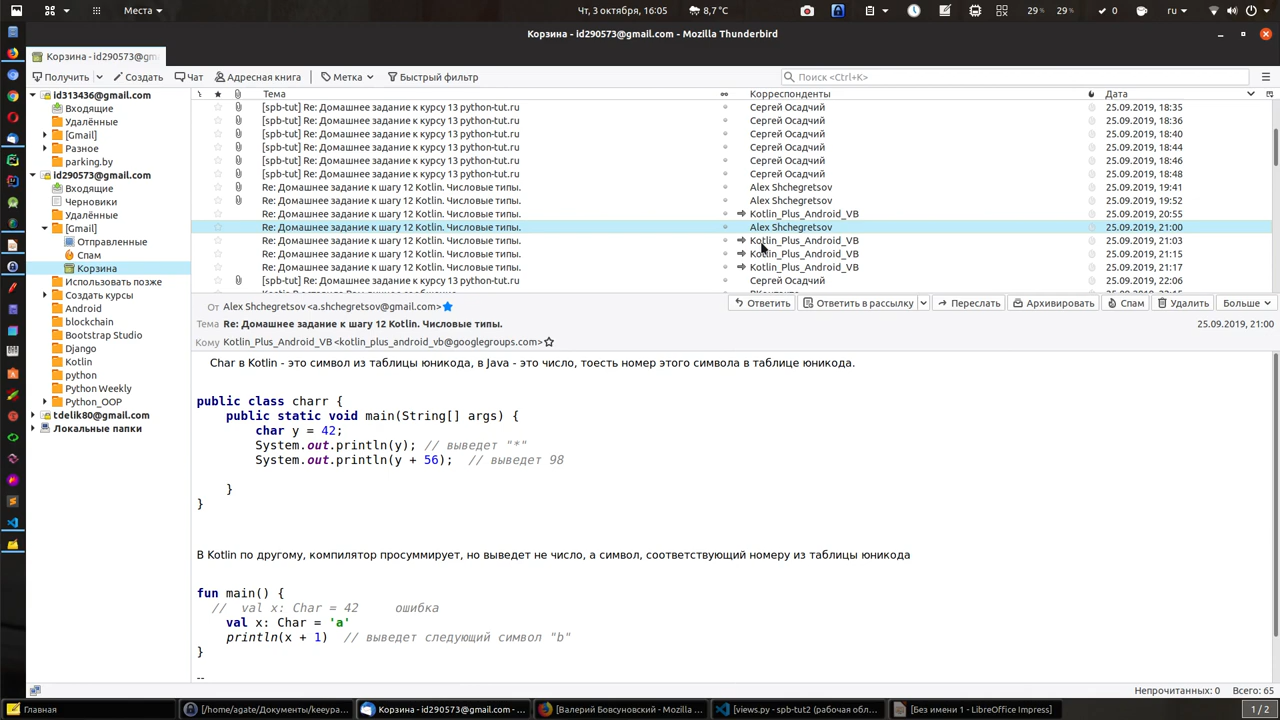 Места
Чт, 3 октября, 16:05
8,7°C
29%
29%
0
ru
Корзина - id290573@gmail.com - Mozilla Thunderbird
Корзина - id290573@gm
Получить
Создать
Чат
Адресная книга
Метка
Быстрый фильтр
Поиск <Ctrl+K>
id313436@gmail.com
Входящие
Удалённые
[Gmail]
Разное
parking.by
id290573@gmail.com
Входящие
Черновики
Удалённые
[Gmail]
Отправленные
Спам
Корзина
Использовать позже
Создать курсы
Android
blockchain
Bootstrap Studio
Django
Kotlin
python
Python Weekly
Python_OOP
tdelik80@gmail.com
Локальные папки
Тема Корреспонденты Дата
[spb-tut] Re: Домашнее задание к курсу 13 python-tut.ru Сергей Осадчий 25.09.2019, 18:35
[spb-tut] Re: Домашнее задание к курсу 13 python-tut.ru Сергей Осадчий 25.09.2019, 18:36
[spb-tut] Re: Домашнее задание к курсу 13 python-tut.ru Сергей Осадчий 25.09.2019, 18:40
[spb-tut] Re: Домашнее задание к курсу 13 python-tut.ru Сергей Осадчий 25.09.2019, 18:44
[spb-tut] Re: Домашнее задание к курсу 13 python-tut.ru Сергей Осадчий 25.09.2019, 18:46
[spb-tut] Re: Домашнее задание к курсу 13 python-tut.ru Сергей Осадчий 25.09.2019, 18:48
Re: Домашнее задание к шагу 12 Kotlin. Числовые типы. Alex Shchegretsov 25.09.2019, 19:41
Re: Домашнее задание к шагу 12 Kotlin. Числовые типы. Alex Shchegretsov 25.09.2019, 19:52
Re: Домашнее задание к шагу 12 Kotlin. Числовые типы. Kotlin_Plus_Android_VB 25.09.2019, 20:55
Re: Домашнее задание к шагу 12 Kotlin. Числовые типы. Alex Shchegretsov 25.09.2019, 21:00
Re: Домашнее задание к шагу 12 Kotlin. Числовые типы. Kotlin_Plus_Android_VB 25.09.2019, 21:03
Re: Домашнее задание к шагу 12 Kotlin. Числовые типы. Kotlin_Plus_Android_VB 25.09.2019, 21:15
Re: Домашнее задание к шагу 12 Kotlin. Числовые типы. Kotlin_Plus_Android_VB 25.09.2019, 21:17
[spb-tut] Re: Домашнее задание к курсу 13 python-tut.ru Сергей Осадчий 25.09.2019, 22:06
От Alex Shchegretsov <a.shchegretsov@gmail.com>
Ответить Ответить в рассылку Переслать Архивировать Спам Удалить Больше
Тема Re: Домашнее задание к шагу 12 Kotlin. Числовые типы. 25.09.2019, 21:00
Кому Kotlin_Plus_Android_VB <kotlin_plus_android_vb@googlegroups.com>
Char в Kotlin - это символ из таблицы юникода, в Java - это число, тоесть номер этого символа в таблице юникода.
public class charr {
public static void main(String[] args) {
char y = 42;
System.out.println(y); // выведет "*"
System.out.println(y + 56); // выведет 98
}
}
В Kotlin по другому, компилятор просуммирует, но выведет не число, а символ, соответствующий номеру из таблицы юникода
fun main() {
// val x: Char = 42 ошибка
val x: Char = 'a'
println(x + 1) // выведет следующий символ "b"
}
--
Непрочитанных: 0 Всего: 65
Главная
[/home/agate/Документы/keeypa...
Корзина - id290573@gmail.com - ...
[Валерий Бовсуновский - Mozilla ...
[views.py - spb-tut2 (рабочая обл...
[Без имени 1 - LibreOffice Impress]
1/2